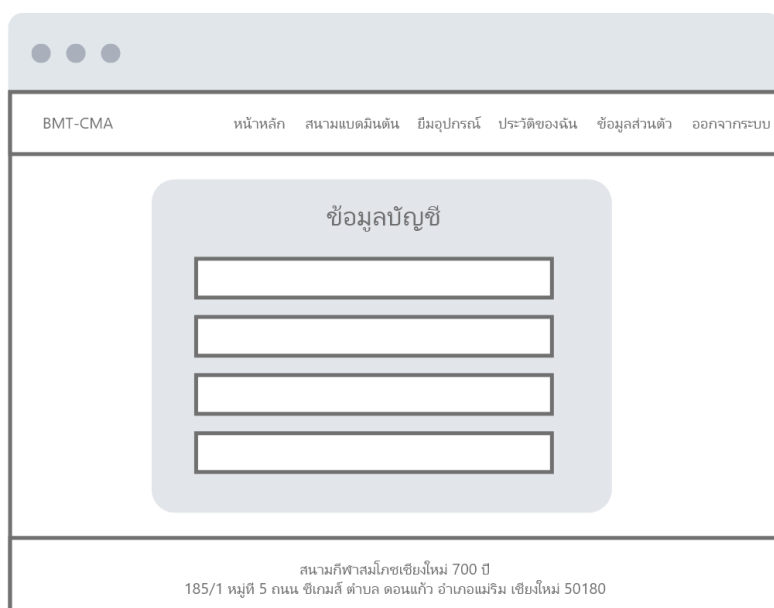 BMT-CMA หน้าหลัก สนามแบดมินตัน ยืมอุปกรณ์ ประวัติของฉัน ข้อมูลส่วนตัว ออกจากระบบ
ข้อมูลบัญชี
สนามกีฬาสมโภชเชียงใหม่ 700 ปี
185/1 หมู่ที่ 5 ถนน ซีเกมส์ ตำบล ดอนแก้ว อำเภอแม่ริม เชียงใหม่ 50180